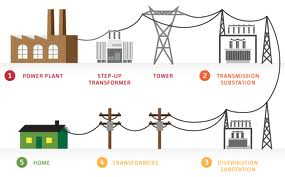 1 POWER PLANT
STEP-UP
TRANSFORMER
TOWER
2 TRANSMISSION
SUBSTATION
5 HOME
4 TRANSFORMERS
3 DISTRIBUTION
SUBSTATION